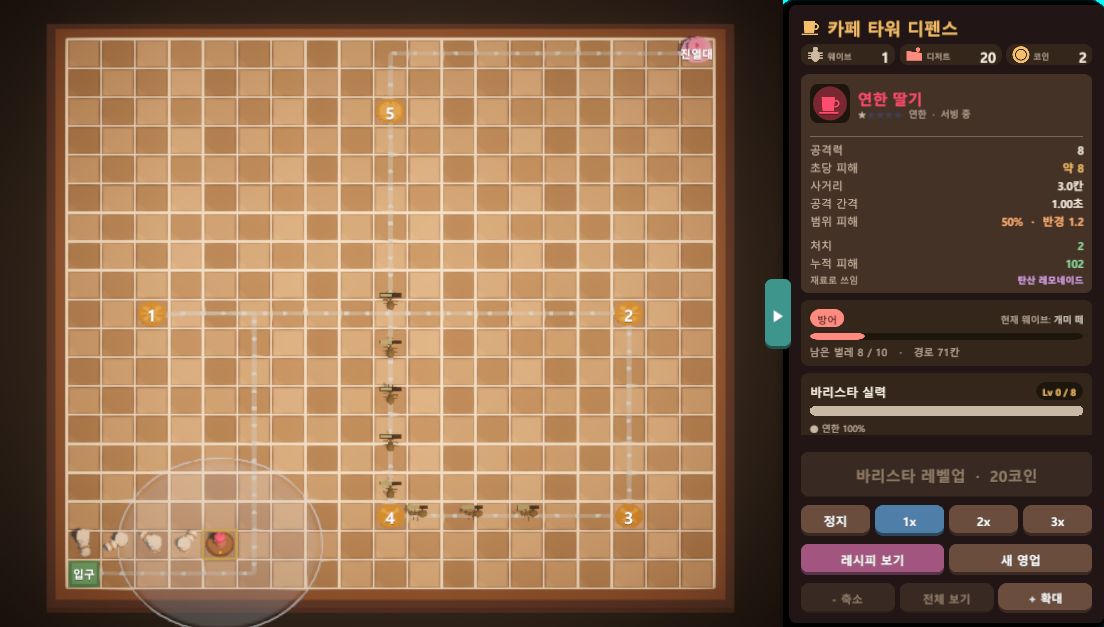 진열대
5
1
2
4
3
입구
카페 타워 디펜스
웨이브 1 디저트 20 코인 2
연한 딸기
연한 · 서빙 중
공격력 8
초당 피해 약 8
사거리 3.0칸
공격 간격 1.00초
범위 피해 50% · 반경 1.2
처치 2
누적 피해 102
재료로 쓰임 탄산 레모네이드
방어 현재 웨이브: 개미 떼
남은 벌레 8 / 10 · 경로 71칸
바리스타 실력 Lv 0 / 8
연한 100%
바리스타 레벨업 · 20코인
정지 1x 2x 3x
레시피 보기 새 영업
- 축소 전체 보기 + 확대